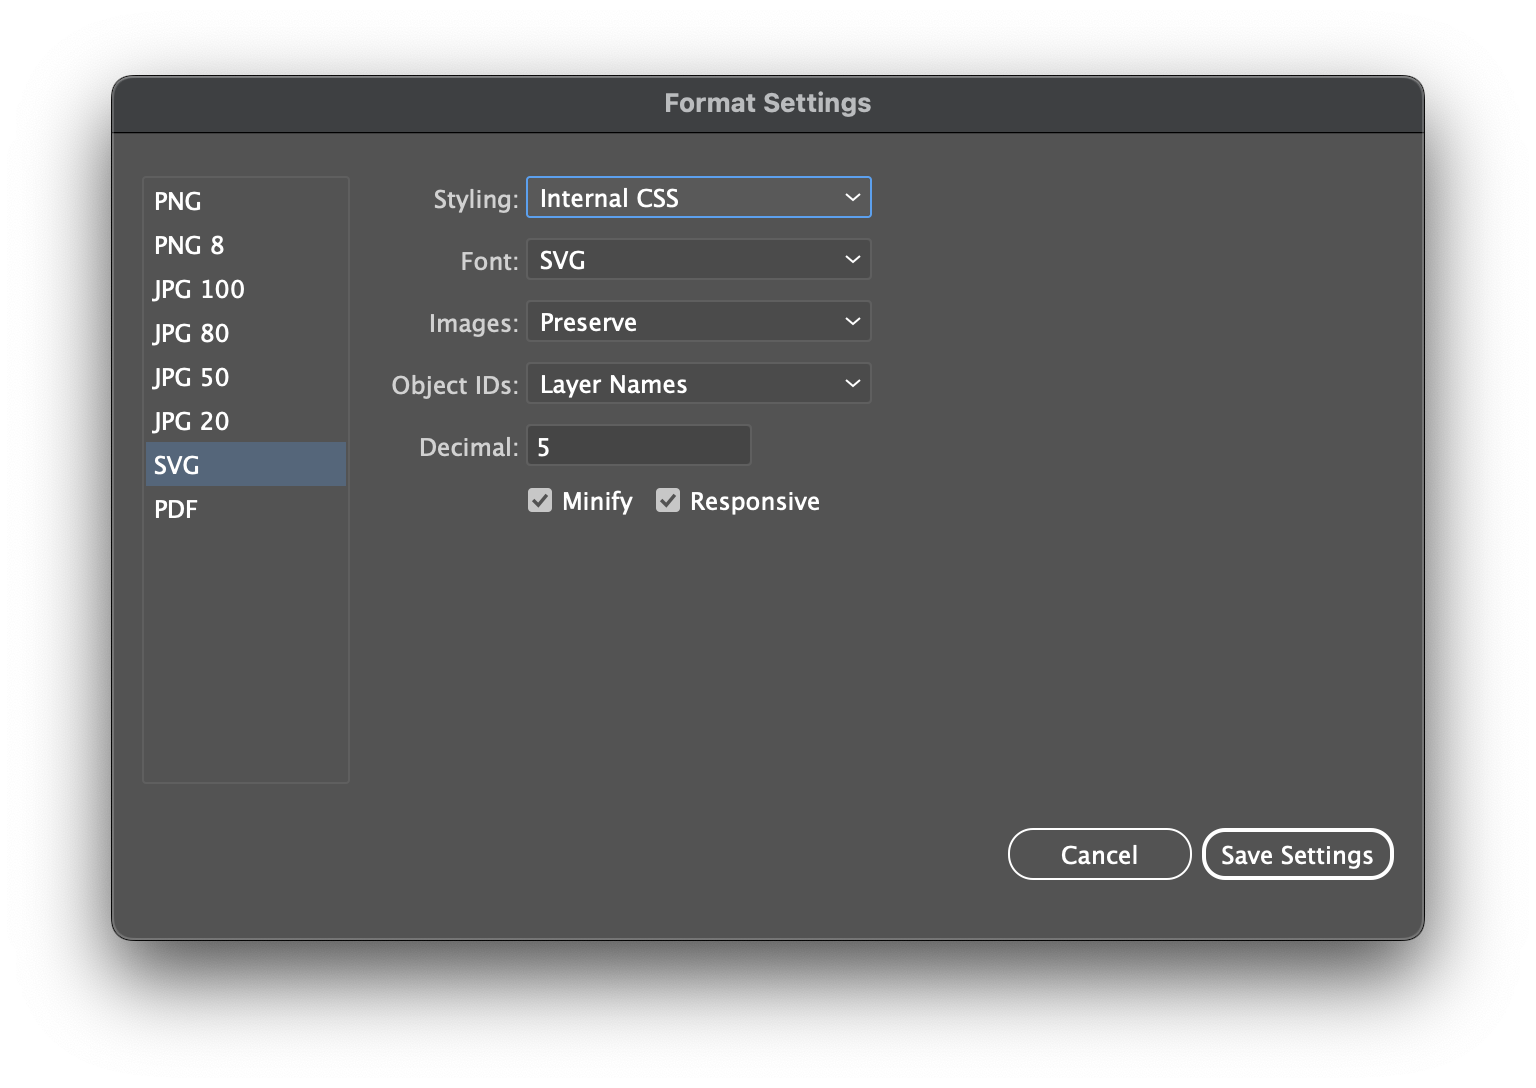 Format Settings
PNG
PNG 8
JPG 100
JPG 80
JPG 50
JPG 20
SVG
PDF
Styling: Internal CSS
Font: SVG
Images: Preserve
Object IDs: Layer Names
Decimal: 5
Minify Responsive
Cancel Save Settings